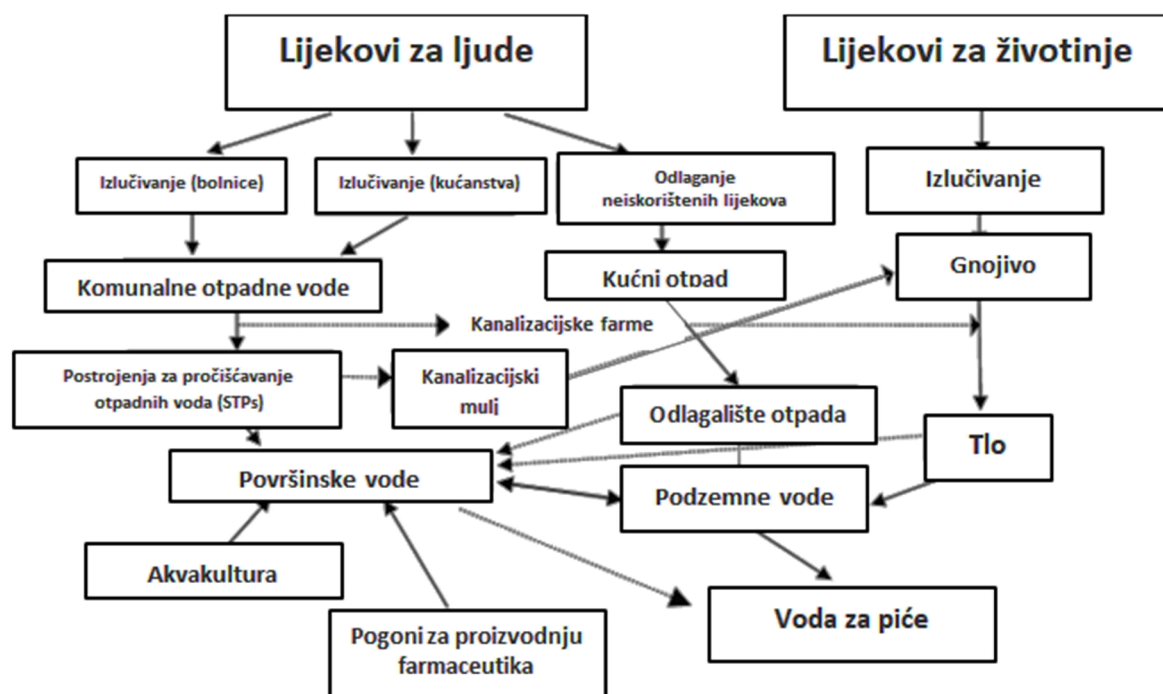 Lijekovi za ljude
Lijekovi za životinje
Izlučivanje (bolnice)
Izlučivanje (kućanstva)
Odlaganje
neiskorištenih lijekova
Izlučivanje
Komunalne otpadne vode
Kućni otpad
Gnojivo
Kanalizacijske farme
Postrojenja za pročišćavanje
otpadnih voda (STPs)
Kanalizacijski
mulj
Odlagalište otpada
Tlo
Površinske vode
Podzemne vode
Akvakultura
Voda za piće
Pogoni za proizvodnju
farmaceutika